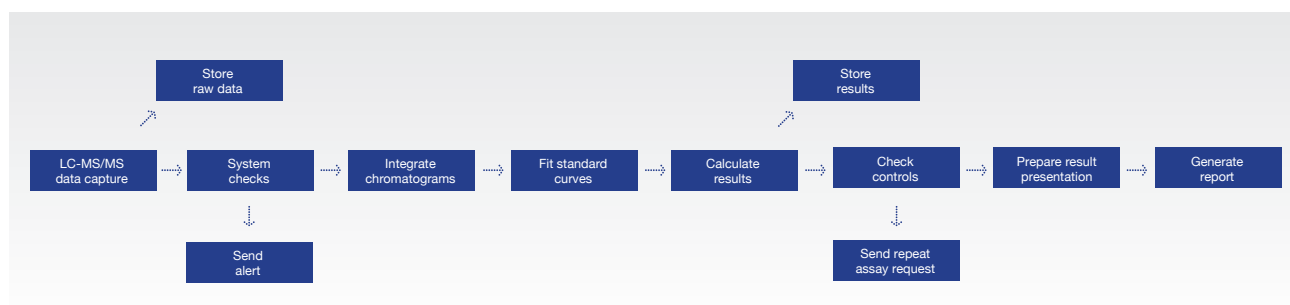 Store
raw data
Store
results
LC-MS/MS
data capture
System
checks
Integrate
chromatograms
Fit standard
curves
Calculate
results
Check
controls
Prepare result
presentation
Generate
report
Send
alert
Send repeat
assay request